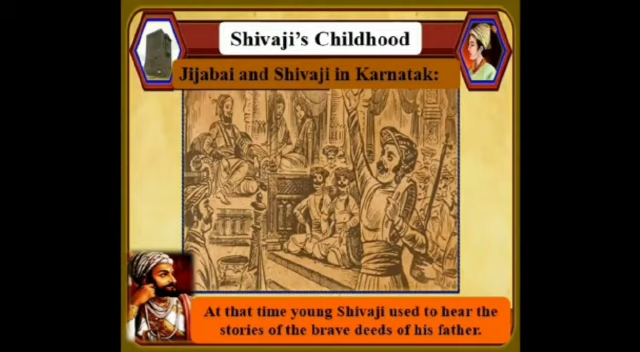 Shivaji's Childhood
Jijabai and Shivaji in Karnatak:
At that time young Shivaji used to hear the
stories of the brave deeds of his father.